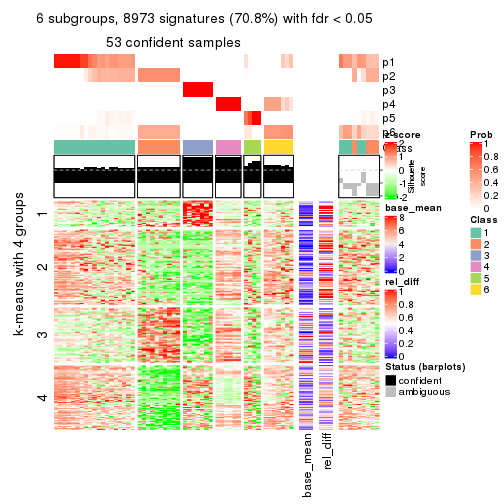 6 subgroups, 8973 signatures (70.8%) with fdr < 0.05
53 confident samples
p1
p2
p3
p4
p5
p6
Class
Silhouette
score
k-means with 4 groups
1
2
3
4
base_mean
rel_diff
z-score
2
1
0
-1
-2
base_mean
8
6
4
2
0
rel_diff
1
0.8
0.6
0.4
0.2
0
Status (barplots)
confident
ambiguous
Prob
1
0.8
0.6
0.4
0.2
0
Class
1
2
3
4
5
6